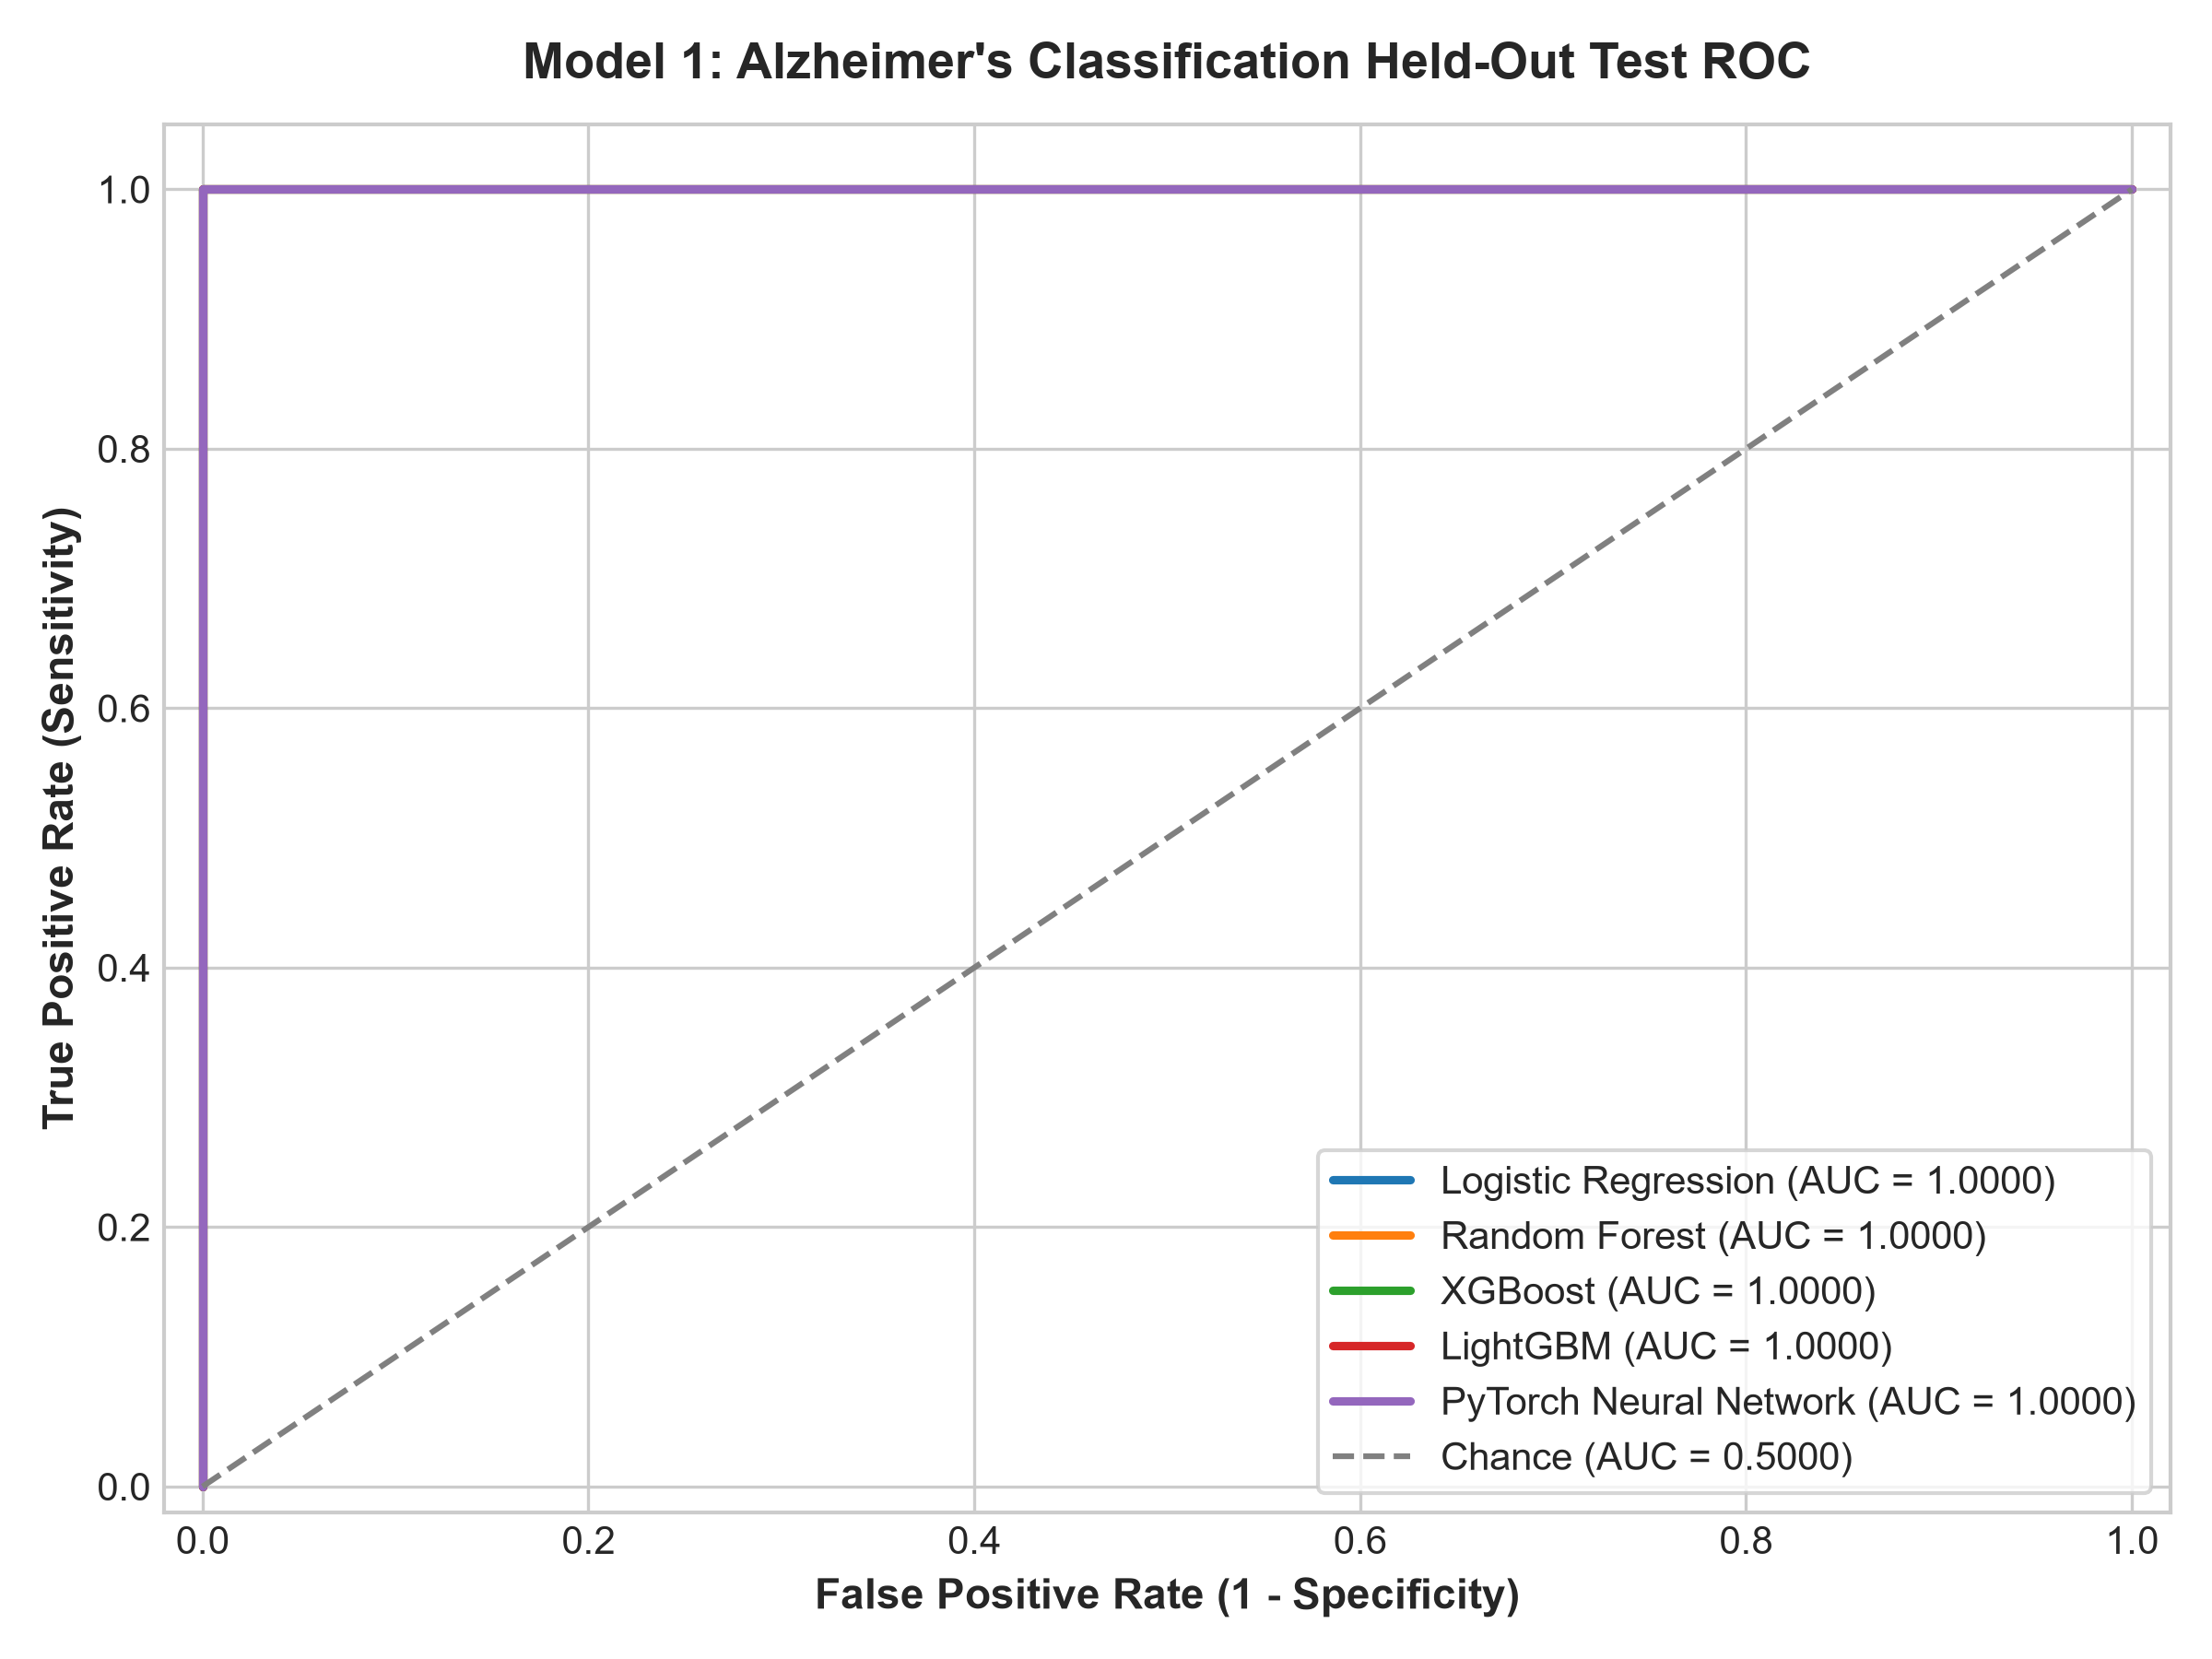 Model 1: Alzheimer's Classification Held-Out Test ROC
True Positive Rate (Sensitivity)
1.0
0.8
0.6
0.4
0.2
0.0
Logistic Regression (AUC = 1.0000)
Random Forest (AUC = 1.0000)
XGBoost (AUC = 1.0000)
LightGBM (AUC = 1.0000)
PyTorch Neural Network (AUC = 1.0000)
Chance (AUC = 0.5000)
0.0 0.2 0.4 0.6 0.8 1.0
False Positive Rate (1 - Specificity)